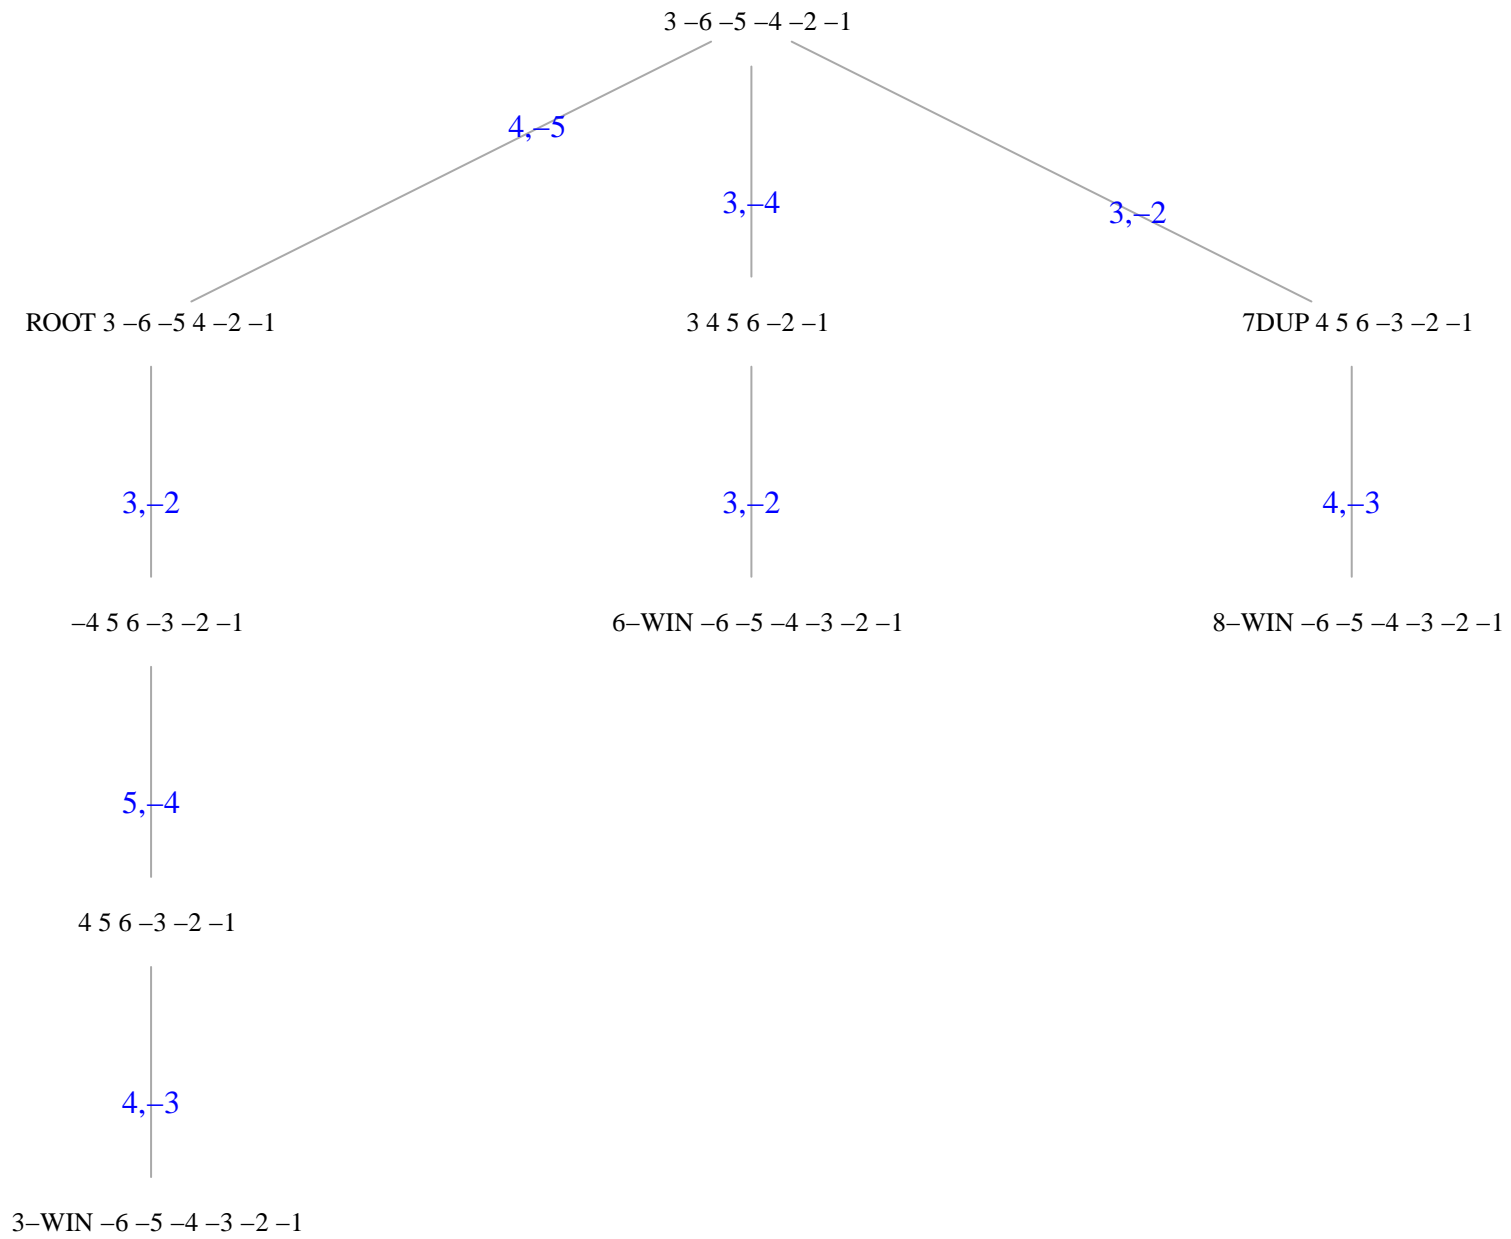 3 –6 –5 –4 –2 –1
4,–5
3,–4
3,–2
ROOT 3 –6 –5 4 –2 –1
3 4 5 6 –2 –1
7DUP 4 5 6 –3 –2 –1
3,–2
3,–2
4,–3
–4 5 6 –3 –2 –1
6–WIN –6 –5 –4 –3 –2 –1
8–WIN –6 –5 –4 –3 –2 –1
5,–4
4 5 6 –3 –2 –1
4,–3
3–WIN –6 –5 –4 –3 –2 –1